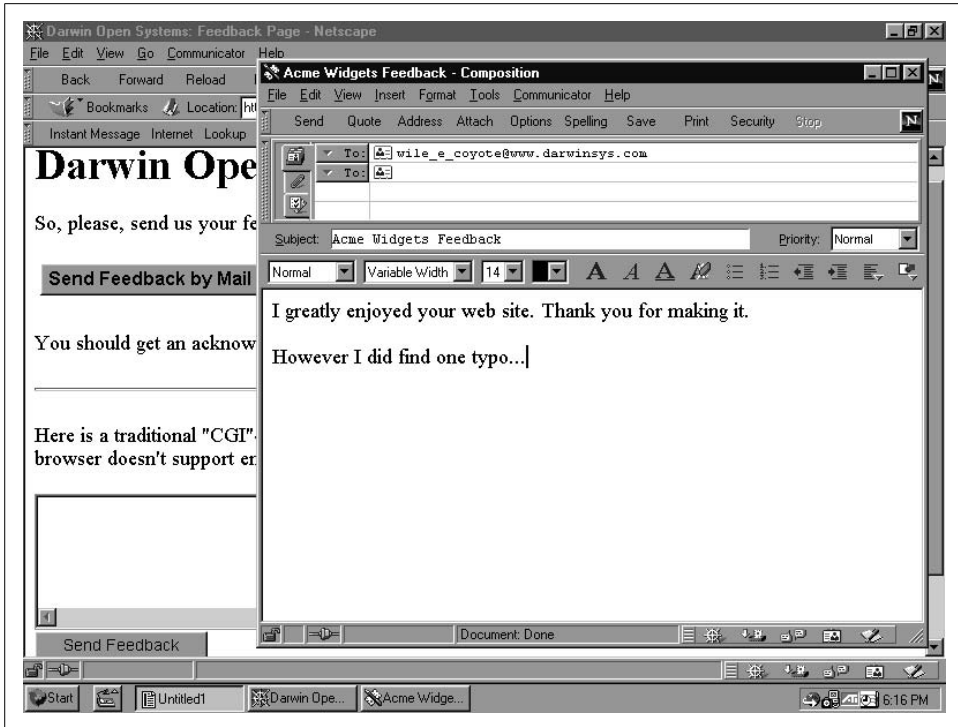 Darwin Open Systems: Feedback Page - Netscape
File Edit View Go Communicator Help
Back Forward Reload
Bookmarks Location: htt
Instant Message Internet Lookup
Darwin Ope
So, please, send us your fe
Send Feedback by Mail
You should get an acknow
Here is a traditional "CGI"-
browser doesn't support en
Send Feedback
Acme Widgets Feedback - Composition
File Edit View Insert Format Tools Communicator Help
Send Quote Address Attach Options Spelling Save Print Security Stop
N
To: wile_e_coyote@www.darwinsys.com
To:
Subject: Acme Widgets Feedback Priority: Normal
Normal Variable Width 14 A A A
I greatly enjoyed your web site. Thank you for making it.
However I did find one typo...
Document: Done
Start Untitled1 Darwin Ope... Acme Widge... 6:16 PM